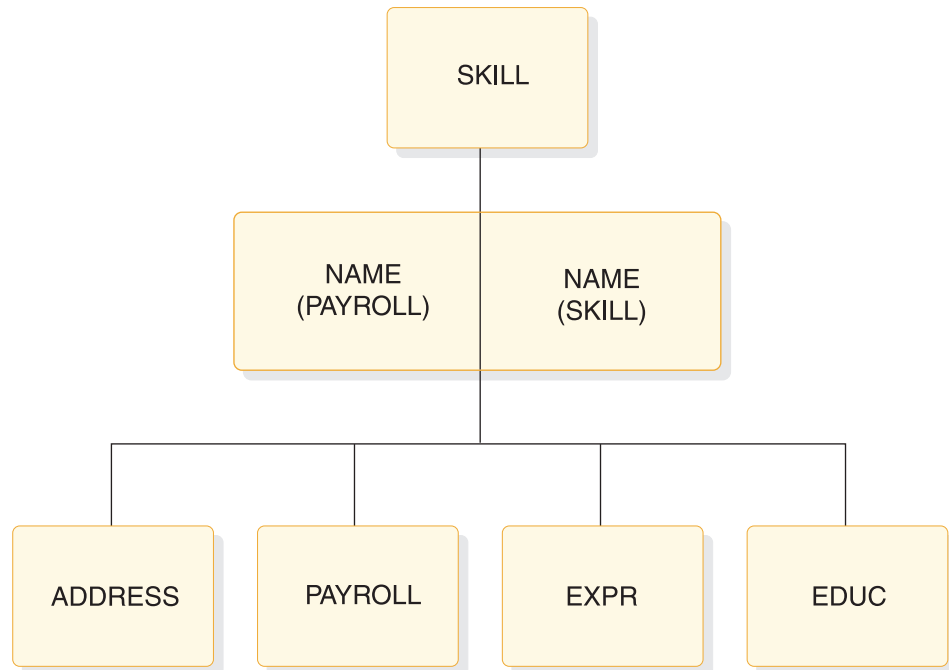 SKILL
NAME
(PAYROLL)
NAME
(SKILL)
ADDRESS
PAYROLL
EXPR
EDUC